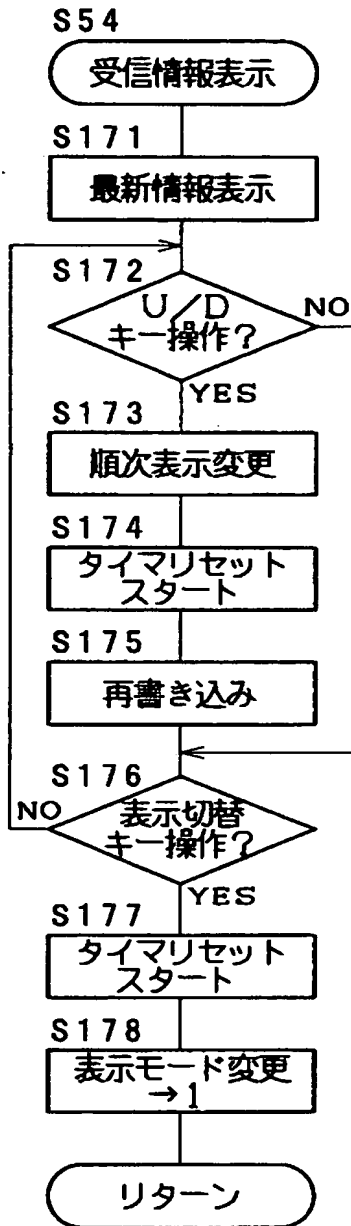 S54
受信情報表示
S171
最新情報表示
S172
U/D
キー操作?
NO
YES
S173
順次表示変更
S174
タイマリセット
スタート
S175
再書き込み
S176
表示切替
キー操作?
NO
YES
S177
タイマリセット
スタート
S178
表示モード変更
→1
リターン